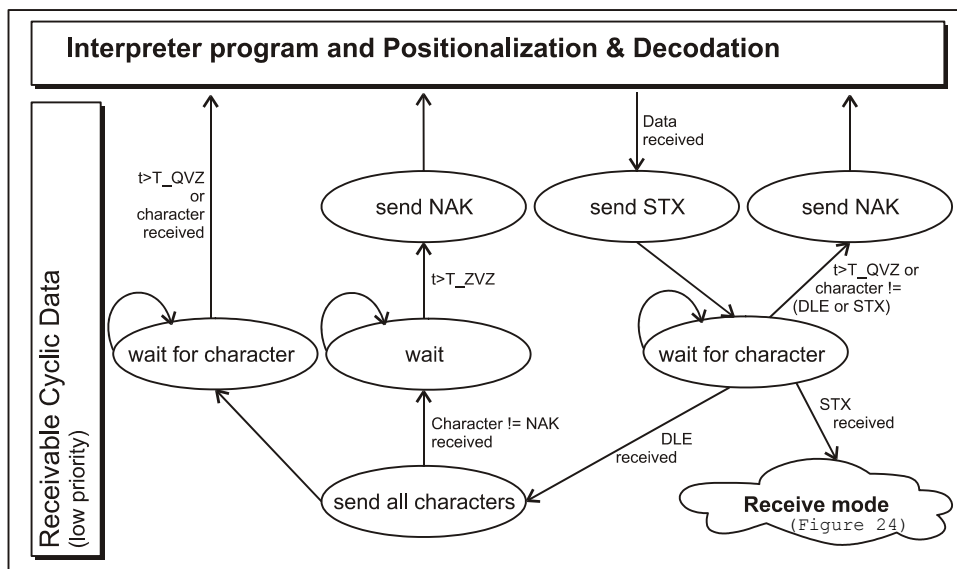 Interpreter program and Positionalization & Decodation
Receivable Cyclic Data
(low priority)
t>T_QVZ
or
character
received
Data
received
send NAK
send STX
send NAK
t>T_ZVZ
t>T_QVZ or
character !=
(DLE or STX)
wait for character
wait
wait for character
Character != NAK
received
DLE
received
STX
received
send all characters
Receive mode
(Figure 24)